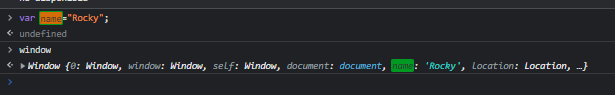 var name="Rocky";
undefined
window
Window {0: Window, window: Window, self: Window, document: document, name: 'Rocky', location: Location, …}